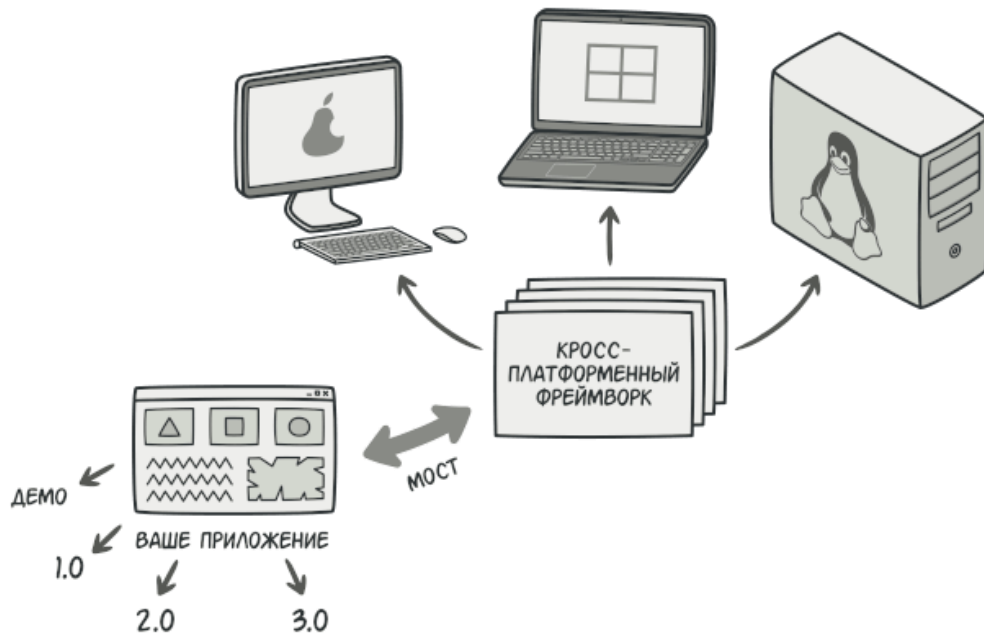 КРОСС-
ПЛАТФОРМЕННЫЙ
ФРЕЙМВОРК
МОСТ
ДЕМО
ВАШЕ ПРИЛОЖЕНИЕ
1.0
2.0
3.0